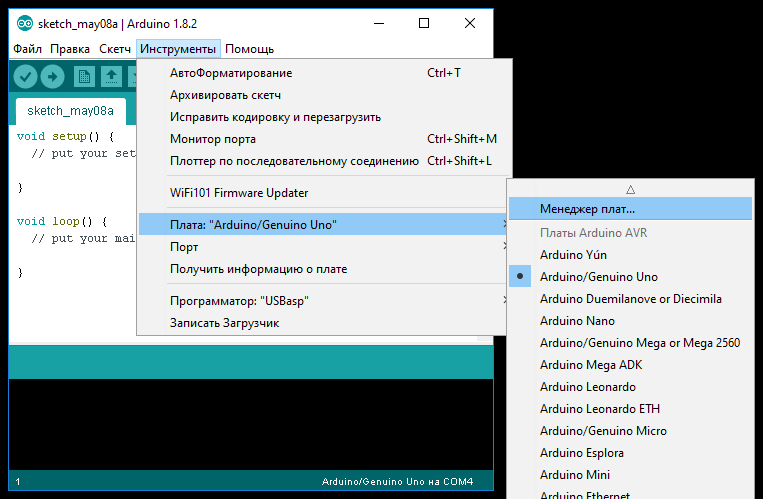 sketch_may08a | Arduino 1.8.2
Файл Правка Скетч Инструменты Помощь
sketch_may08a
void setup() {
// put your set

}

void loop() {
// put your mai

}
АвтоФорматирование Ctrl+T
Архивировать скетч
Исправить кодировку и перезагрузить
Монитор порта Ctrl+Shift+M
Плоттер по последовательному соединению Ctrl+Shift+L
WiFi101 Firmware Updater
Плата: "Arduino/Genuino Uno"
Порт
Получить информацию о плате
Программатор: "USBasp"
Записать Загрузчик
Менеджер плат...
Платы Arduino AVR
Arduino Yún
Arduino/Genuino Uno
Arduino Duemilanove or Diecimila
Arduino Nano
Arduino/Genuino Mega or Mega 2560
Arduino Mega ADK
Arduino Leonardo
Arduino Leonardo ETH
Arduino/Genuino Micro
Arduino Esplora
Arduino Mini
Arduino Ethernet
1 Arduino/Genuino Uno на COM4